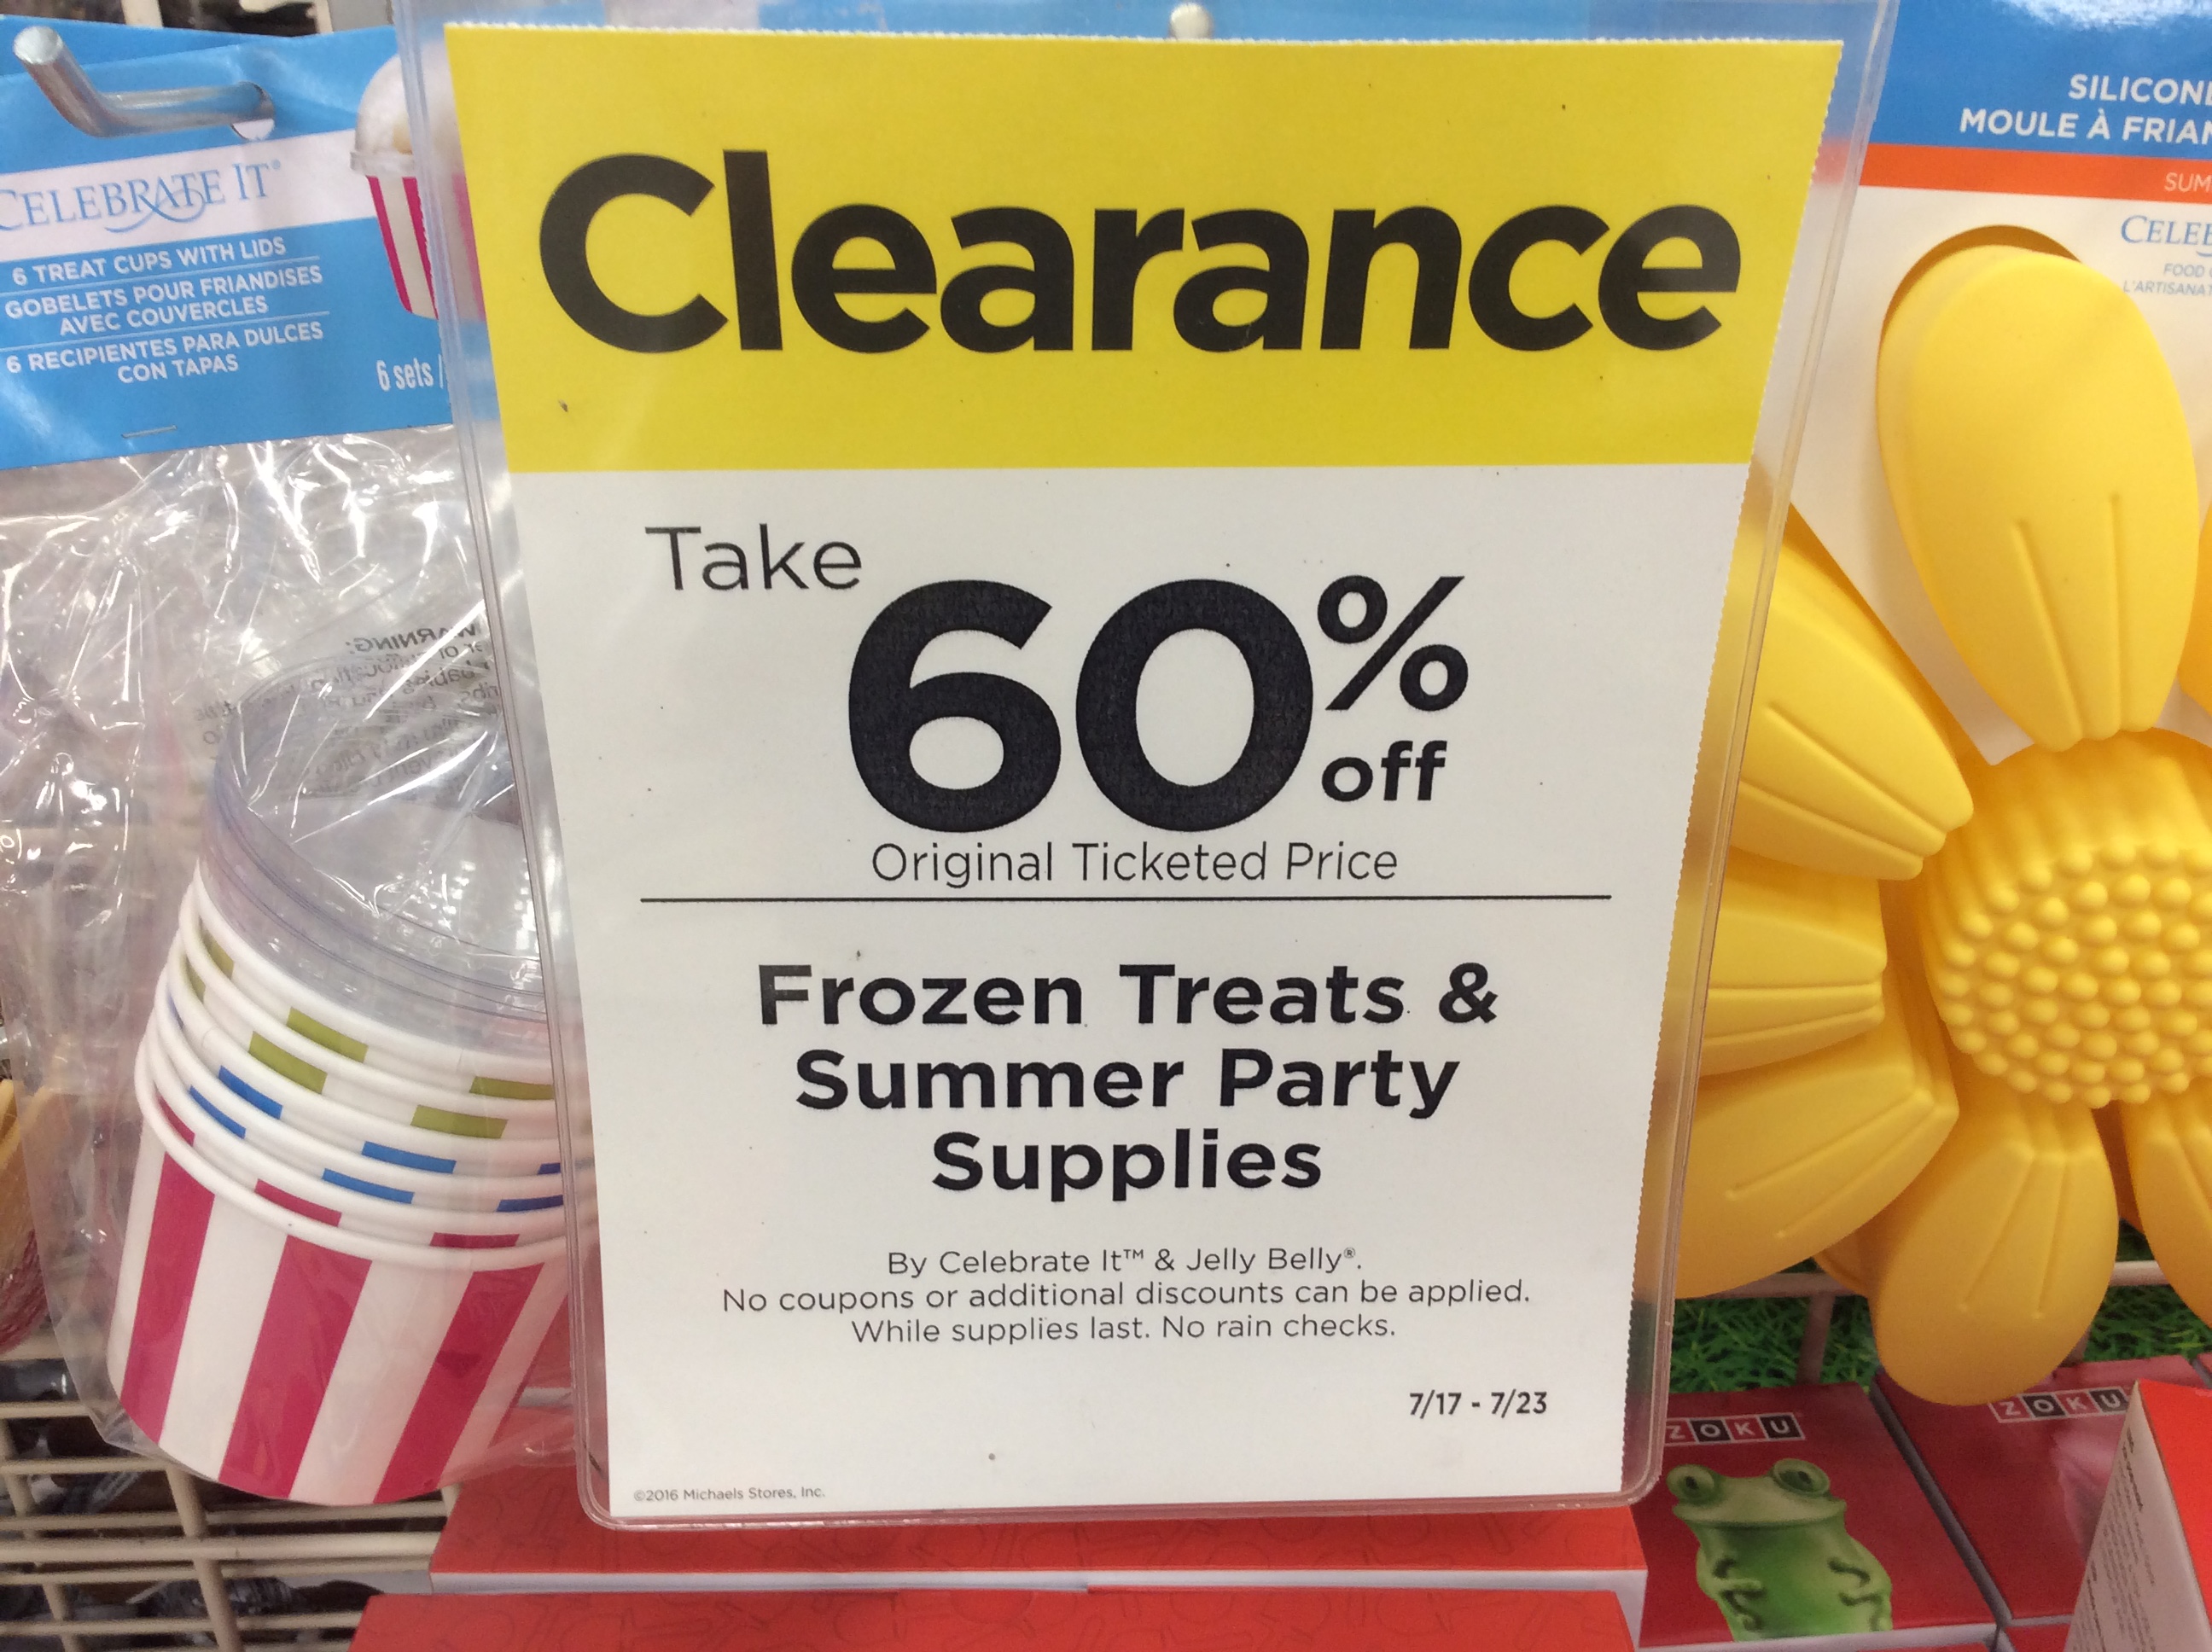 CELEBRATE IT®
6 TREAT CUPS WITH LIDS
GOBELETS POUR FRIANDISES
AVEC COUVERCLES
6 RECIPIENTES PARA DULCES
CON TAPAS
6 sets /
Clearance
Take
60%
off
Original Ticketed Price
Frozen Treats &
Summer Party
Supplies
By Celebrate It™ & Jelly Belly®.
No coupons or additional discounts can be applied.
While supplies last. No rain checks.
7/17 - 7/23
©2016 Michaels Stores, Inc.
MOULE À
FOOD
WARNING:
ZOKU
ZOKU